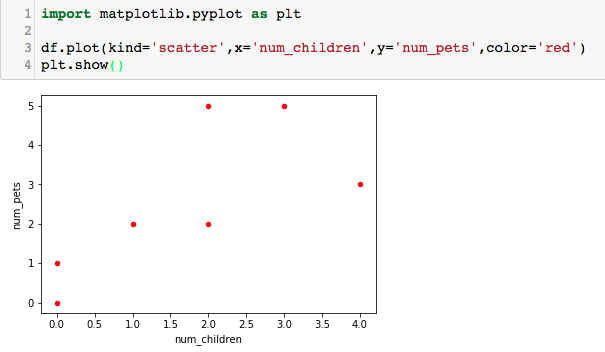 1 import matplotlib.pyplot as plt
2
3 df.plot(kind='scatter',x='num_children',y='num_pets',color='red')
4 plt.show()
5
4
3
2
1
0
num_pets
0.0 0.5 1.0 1.5 2.0 2.5 3.0 3.5 4.0
num_children